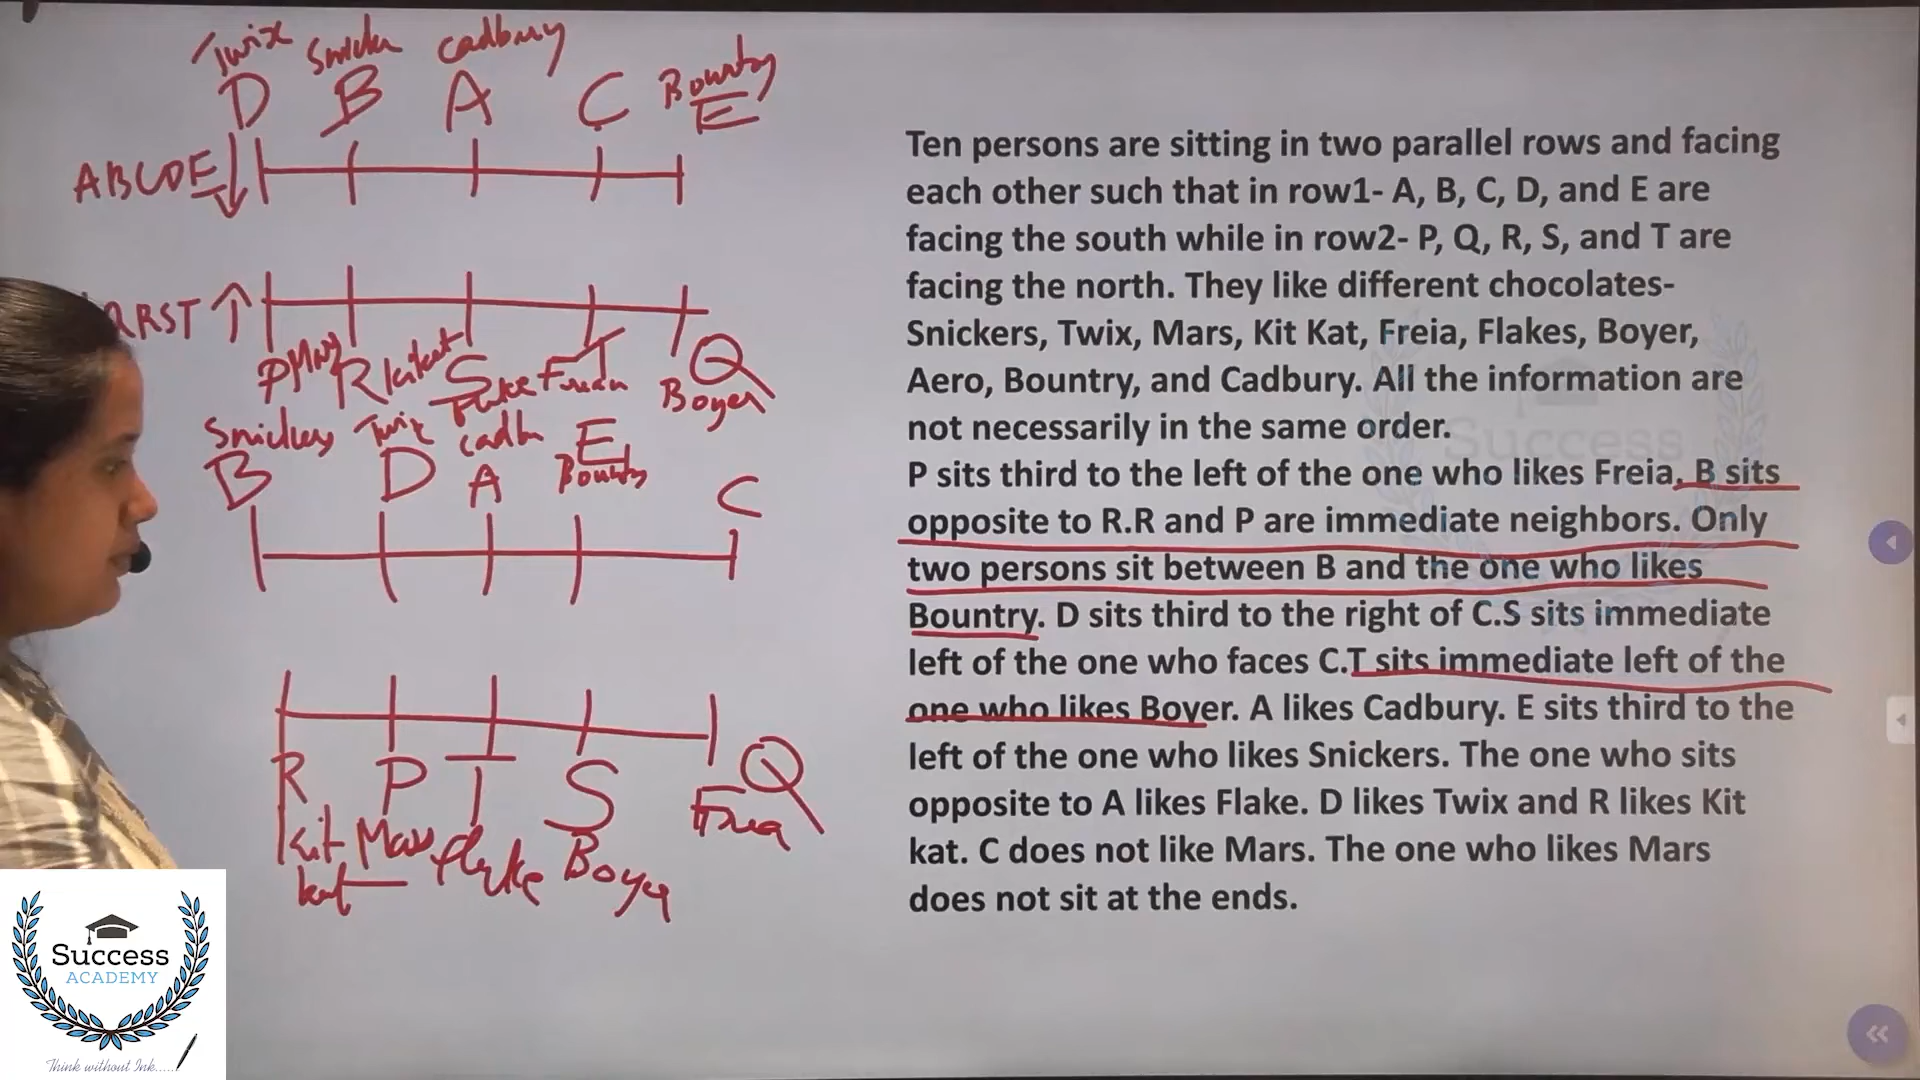 Twix Snicker Cadbury Bountry
D B A C E
ABCDE
QRST
P Mars R kitkat S Flake T Freia Q
Boyer
Snickers Twix cadb E
B D A Bountry C
R P T S Q
Kit Mars flake Boyer Freia
kat
Ten persons are sitting in two parallel rows and facing
each other such that in row1- A, B, C, D, and E are
facing the south while in row2- P, Q, R, S, and T are
facing the north. They like different chocolates-
Snickers, Twix, Mars, Kit Kat, Freia, Flakes, Boyer,
Aero, Bountry, and Cadbury. All the information are
not necessarily in the same order.
P sits third to the left of the one who likes Freia. B sits
opposite to R.R and P are immediate neighbors. Only
two persons sit between B and the one who likes
Bountry. D sits third to the right of C.S sits immediate
left of the one who faces C.T sits immediate left of the
one who likes Boyer. A likes Cadbury. E sits third to the
left of the one who likes Snickers. The one who sits
opposite to A likes Flake. D likes Twix and R likes Kit
kat. C does not like Mars. The one who likes Mars
does not sit at the ends.
Success
Success
ACADEMY
Think without Ink......